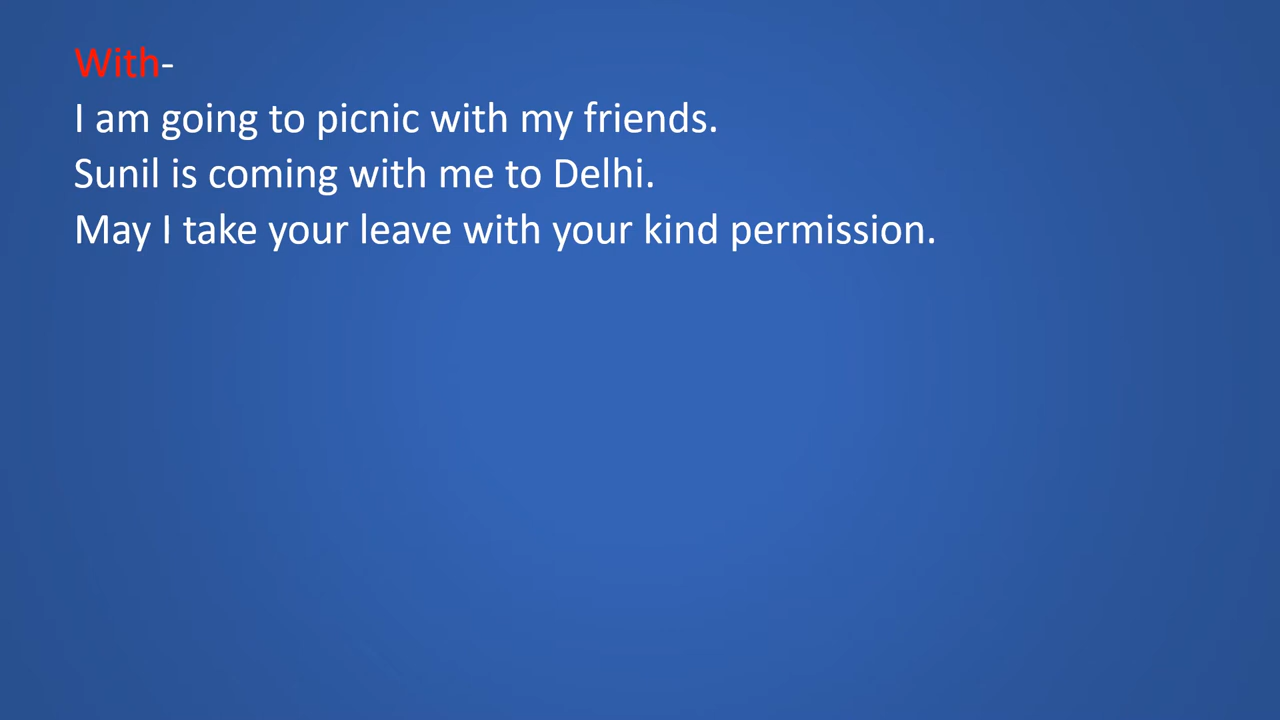 With-
I am going to picnic with my friends.
Sunil is coming with me to Delhi.
May I take your leave with your kind permission.